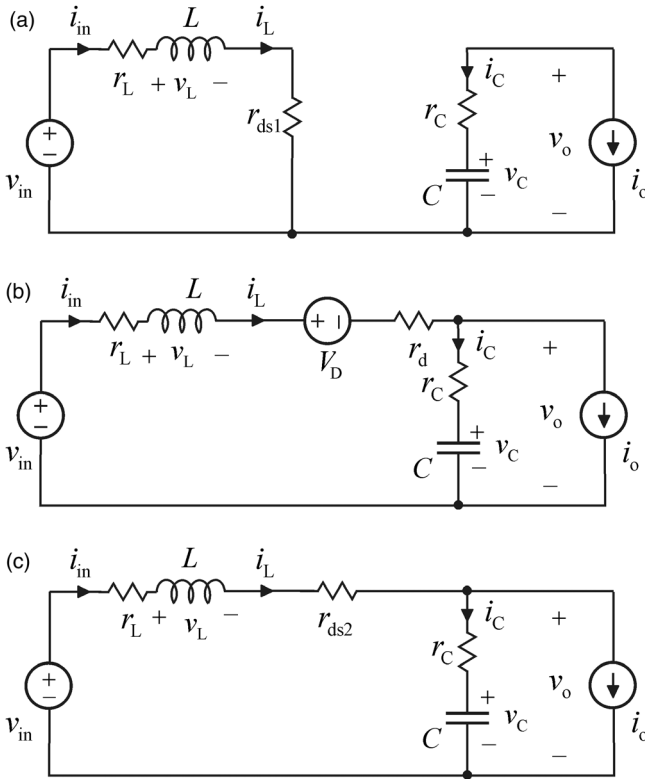 (a)
i_in L i_L
r_L + v_L −
r_ds1
+ −
v_in
i_C
r_C
+
v_C
C −
+
v_o
i_o
−
(b)
i_in L i_L
r_L + v_L −
+ −
V_D
r_d
i_C
r_C
+ −
v_in
+
v_C
C −
+
v_o
i_o
−
(c)
i_in L i_L
r_L + v_L −
r_ds2
i_C
r_C
+ −
v_in
+
v_C
C −
+
v_o
i_o
−